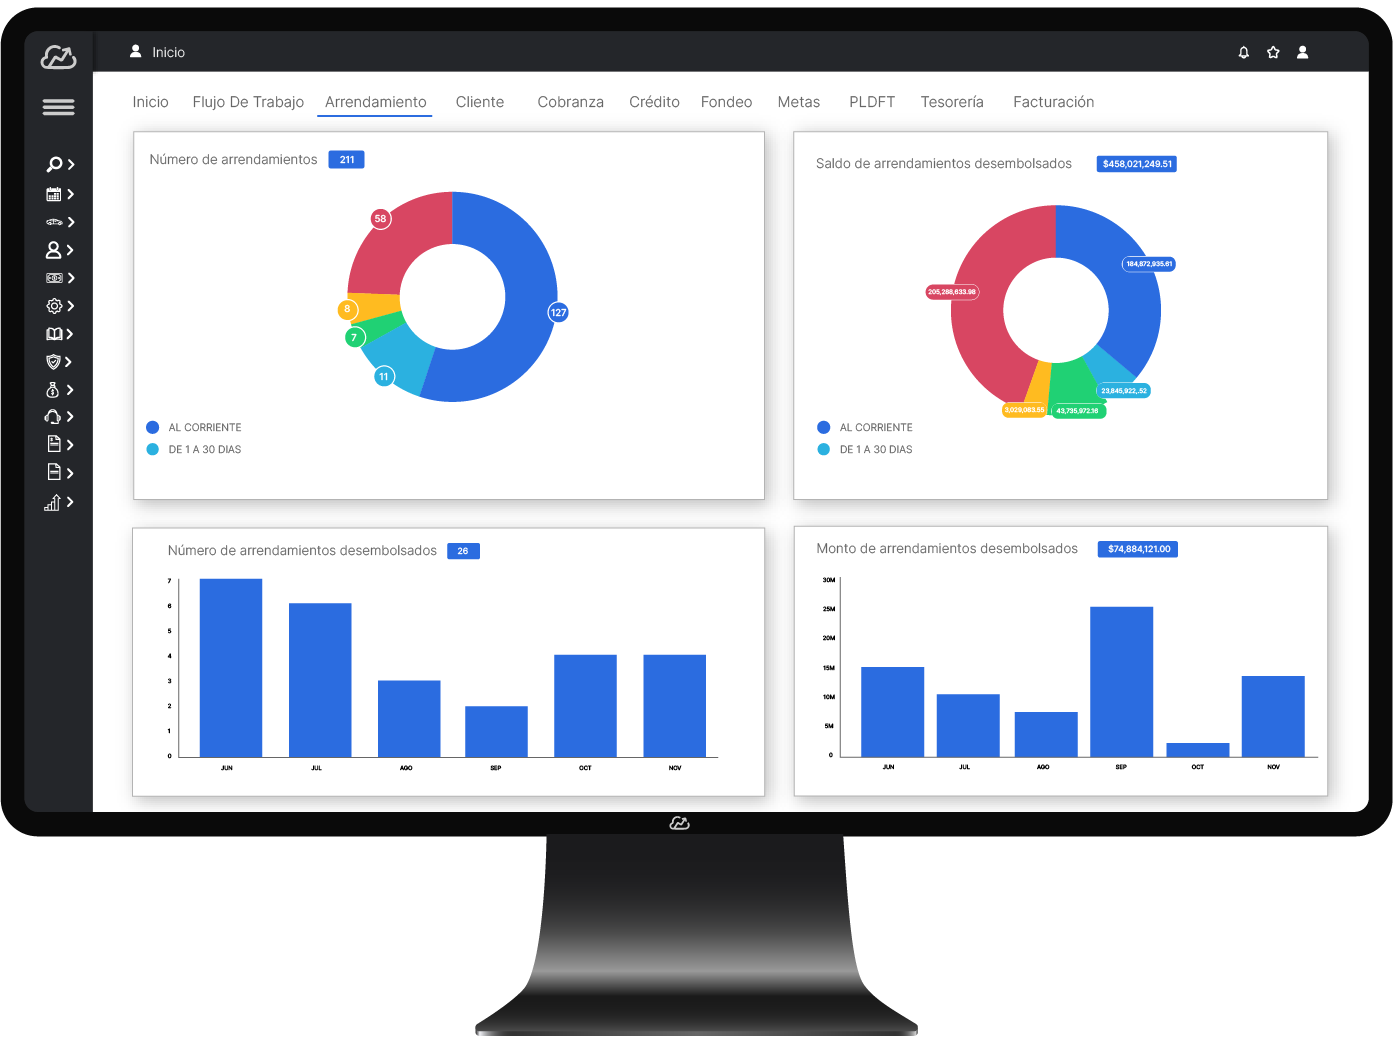 Inicio
Inicio Flujo De Trabajo Arrendamiento Cliente Cobranza Crédito Fondeo Metas PLDFT Tesorería Facturación
Número de arrendamientos 211
58
8
7
11
127
AL CORRIENTE
DE 1 A 30 DIAS
Saldo de arrendamientos desembolsados $458,021,249.51
184,872,935.61
205,288,633.98
23,845,922,.52
3,029,083.55
43,735,972.16
AL CORRIENTE
DE 1 A 30 DIAS
Número de arrendamientos desembolsados 26
7
6
5
4
3
2
1
0
JUN JUL AGO SEP OCT NOV
Monto de arrendamientos desembolsados $74,884,121.00
30M
25M
20M
15M
10M
5M
0
JUN JUL AGO SEP OCT NOV